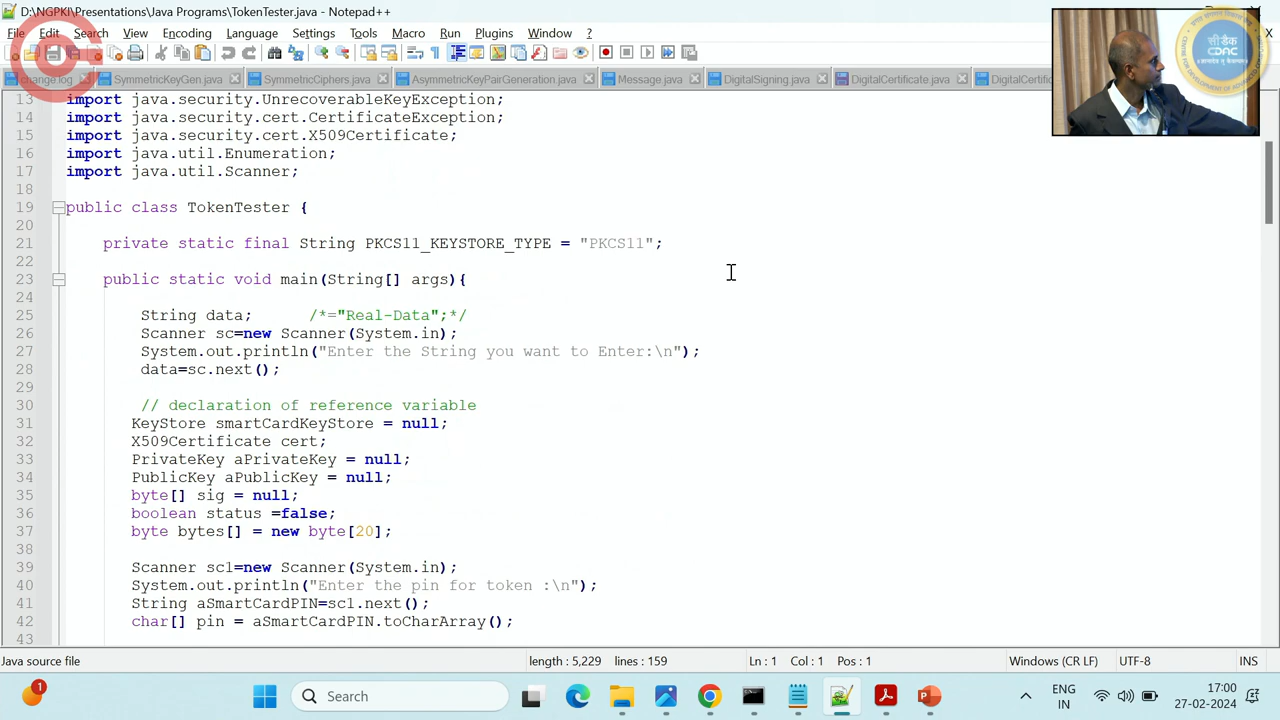 D:\NGPKI\Presentations\Java Programs\TokenTester.java - Notepad++
File Edit Search View Encoding Language Settings Tools Macro Run Plugins Window ? X
change.log SymmetricKeyGen.java SymmetricCiphers.java AsymmetricKeyPairGeneration.java Message.java DigitalSigning.java DigitalCertificate.java DigitalCertific
सी डैक
CDAC
13 import java.security.UnrecoverableKeyException;
14 import java.security.cert.CertificateException;
15 import java.security.cert.X509Certificate;
16 import java.util.Enumeration;
17 import java.util.Scanner;
18
19 public class TokenTester {
20
21 private static final String PKCS11_KEYSTORE_TYPE = "PKCS11";
22
23 public static void main(String[] args){
24
25 String data; /*="Real-Data";*/
26 Scanner sc=new Scanner(System.in);
27 System.out.println("Enter the String you want to Enter:\n");
28 data=sc.next();
29
30 // declaration of reference variable
31 KeyStore smartCardKeyStore = null;
32 X509Certificate cert;
33 PrivateKey aPrivateKey = null;
34 PublicKey aPublicKey = null;
35 byte[] sig = null;
36 boolean status =false;
37 byte bytes[] = new byte[20];
38
39 Scanner sc1=new Scanner(System.in);
40 System.out.println("Enter the pin for token :\n");
41 String aSmartCardPIN=sc1.next();
42 char[] pin = aSmartCardPIN.toCharArray();
43
Java source file length : 5,229 lines : 159 Ln : 1 Col : 1 Pos : 1 Windows (CR LF) UTF-8 INS
1 Search ENG IN 17:00 27-02-2024